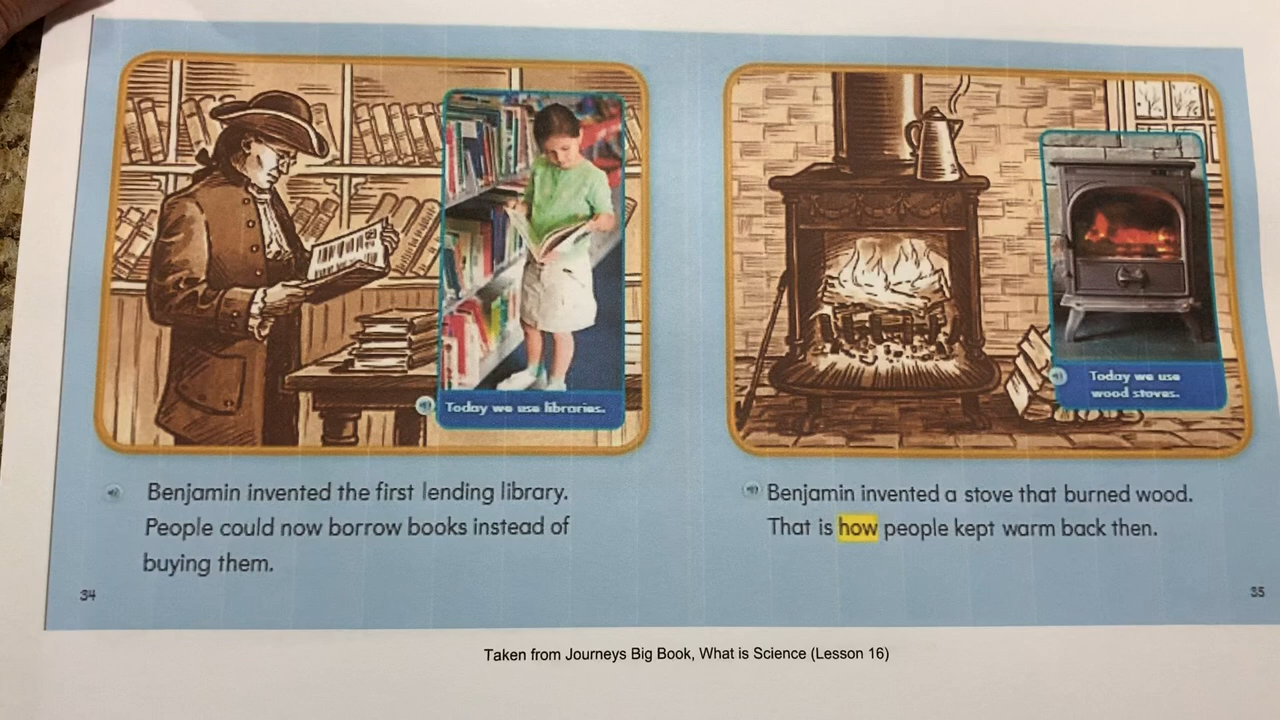 Today we use libraries.
Benjamin invented the first lending library.
People could now borrow books instead of
buying them.
34
Today we use
wood stoves.
Benjamin invented a stove that burned wood.
That is how people kept warm back then.
35
Taken from Journeys Big Book, What is Science (Lesson 16)